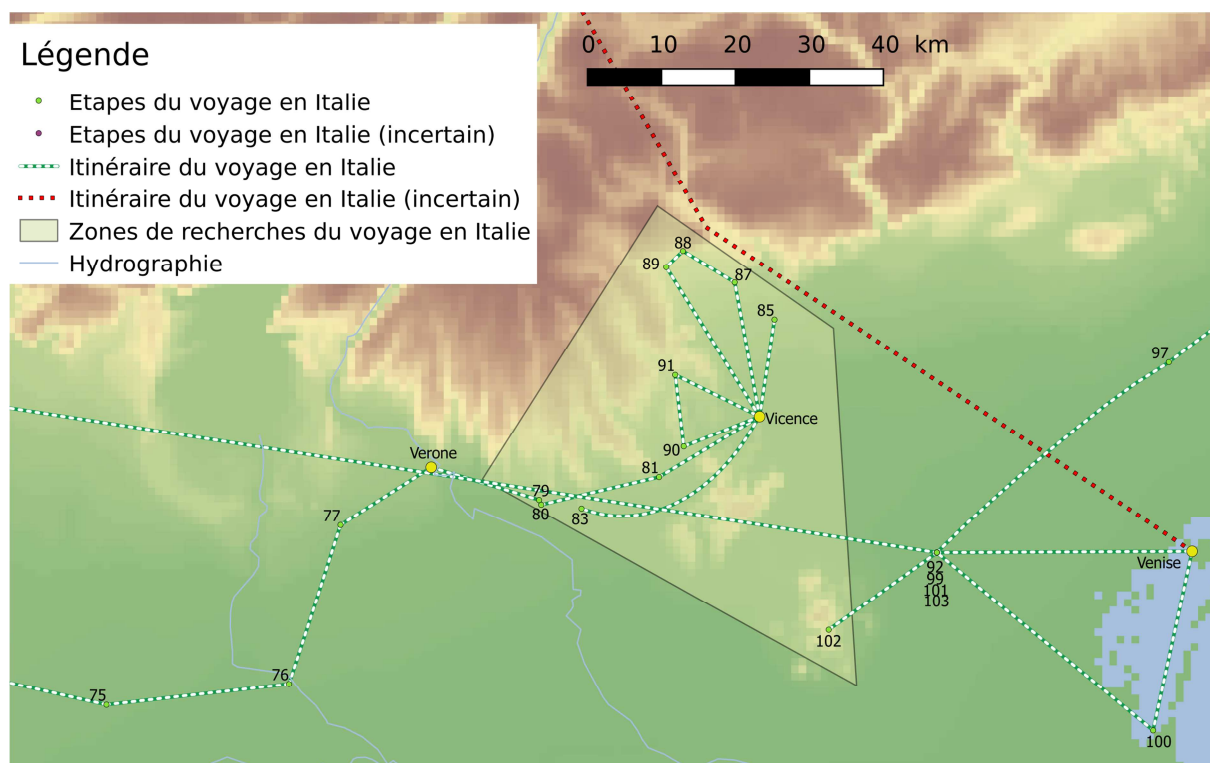 Légende
Etapes du voyage en Italie
Etapes du voyage en Italie (incertain)
Itinéraire du voyage en Italie
Itinéraire du voyage en Italie (incertain)
Zones de recherches du voyage en Italie
Hydrographie
0 10 20 30 40 km
88
89
87
85
97
91
Vicence
90
Verone
81
79
80
83
77
92
99
101
103
Venise
102
76
75
100